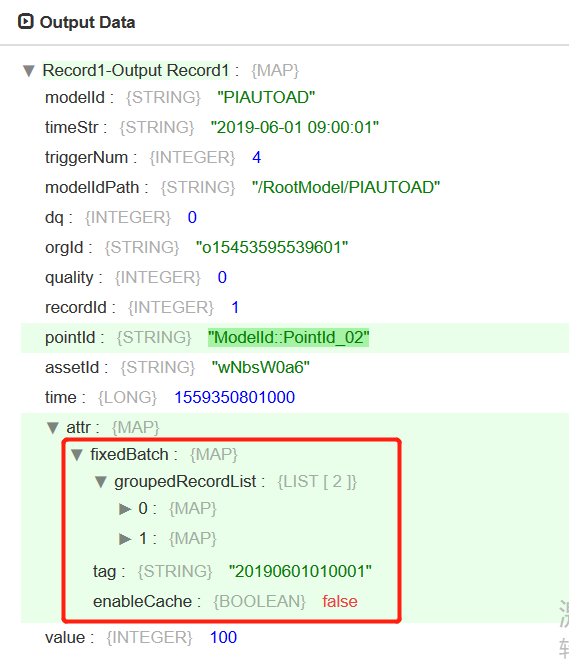 Output Data
Record1-Output Record1 : {MAP}
modelId : {STRING} "PIAUTOAD"
timeStr : {STRING} "2019-06-01 09:00:01"
triggerNum : {INTEGER} 4
modelIdPath : {STRING} "/RootModel/PIAUTOAD"
dq : {INTEGER} 0
orgId : {STRING} "o15453595539601"
quality : {INTEGER} 0
recordId : {INTEGER} 1
pointId : {STRING} "ModelId::PointId_02"
assetId : {STRING} "wNbsW0a6"
time : {LONG} 1559350801000
attr : {MAP}
fixedBatch : {MAP}
groupedRecordList : {LIST [ 2 ]}
0 : {MAP}
1 : {MAP}
tag : {STRING} "20190601010001"
enableCache : {BOOLEAN} false
value : {INTEGER} 100